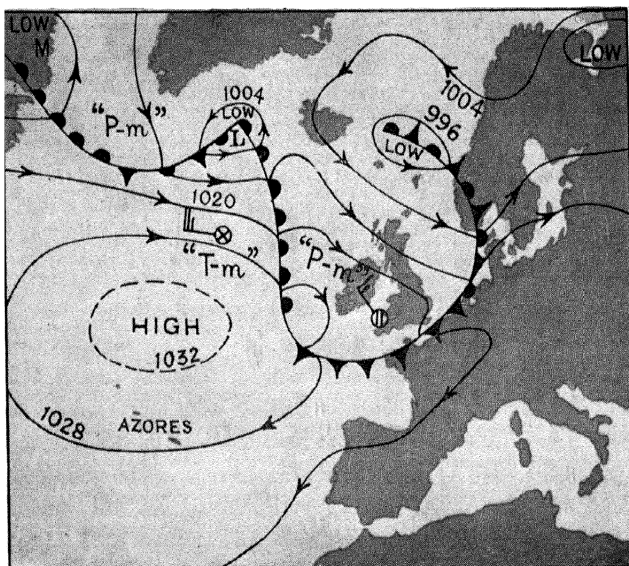 LOW
M
LOW
"P-m"
1004
LOW
L
1004
996
LOW
1020
"T-m"
"P-m"
HIGH
1032
1028
AZORES